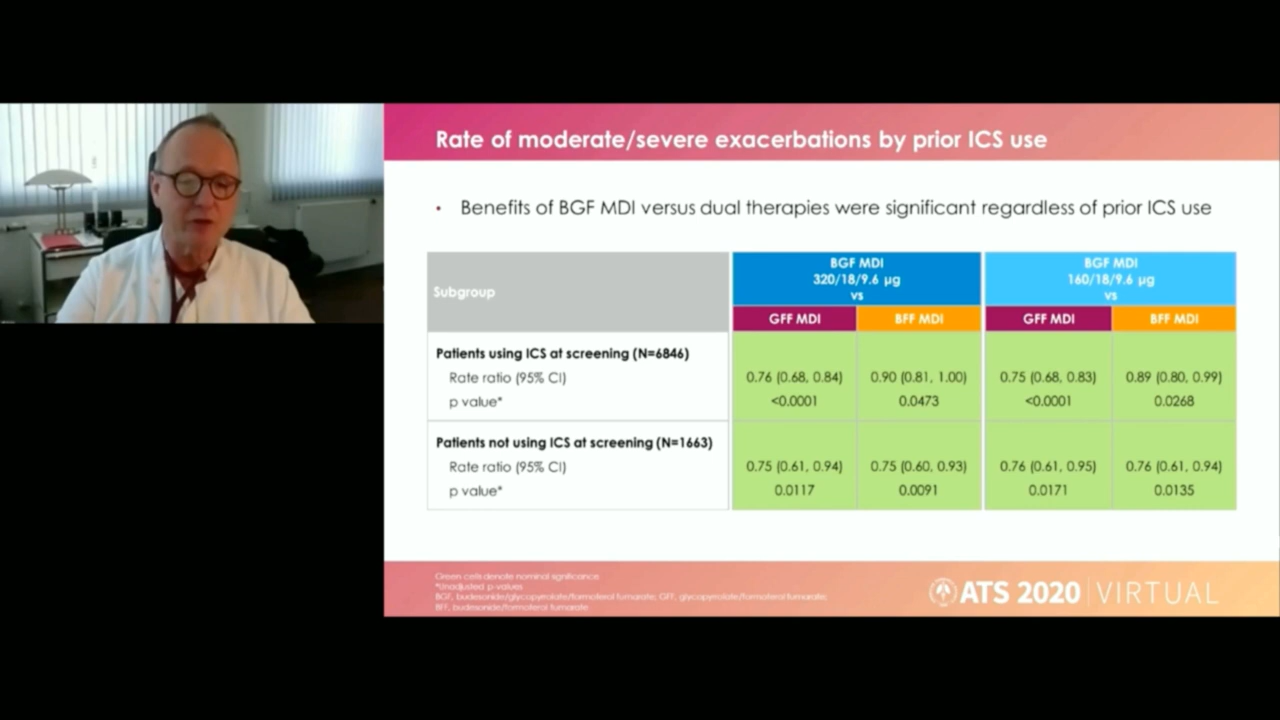 Rate of moderate/severe exacerbations by prior ICS use
• Benefits of BGF MDI versus dual therapies were significant regardless of prior ICS use
Subgroup
BGF MDI
320/18/9.6 µg
vs
BGF MDI
160/18/9.6 µg
vs
GFF MDI BFF MDI GFF MDI BFF MDI
Patients using ICS at screening (N=6846)
Rate ratio (95% CI) 0.76 (0.68, 0.84) 0.90 (0.81, 1.00) 0.75 (0.68, 0.83) 0.89 (0.80, 0.99)
p value* <0.0001 0.0473 <0.0001 0.0268
Patients not using ICS at screening (N=1663)
Rate ratio (95% CI) 0.75 (0.61, 0.94) 0.75 (0.60, 0.93) 0.76 (0.61, 0.95) 0.76 (0.61, 0.94)
p value* 0.0117 0.0091 0.0171 0.0135
Green cells denote nominal significance
*Unadjusted p-values
BGF, budesonide/glycopyrrolate/formoterol fumarate; GFF, glycopyrrolate/formoterol fumarate;
BFF, budesonide/formoterol fumarate
ATS 2020 | VIRTUAL